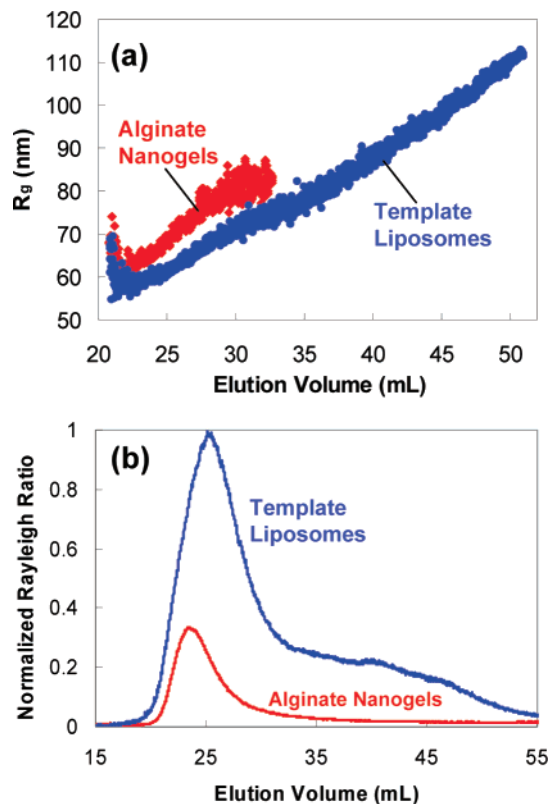 (a)
120
110
100
90
80
70
60
50
Rg (nm)
Alginate
Nanogels
Template
Liposomes
20 25 30 35 40 45 50
Elution Volume (mL)
(b)
1
0.8
0.6
0.4
0.2
0
Normalized Rayleigh Ratio
Template
Liposomes
Alginate Nanogels
15 25 35 45 55
Elution Volume (mL)